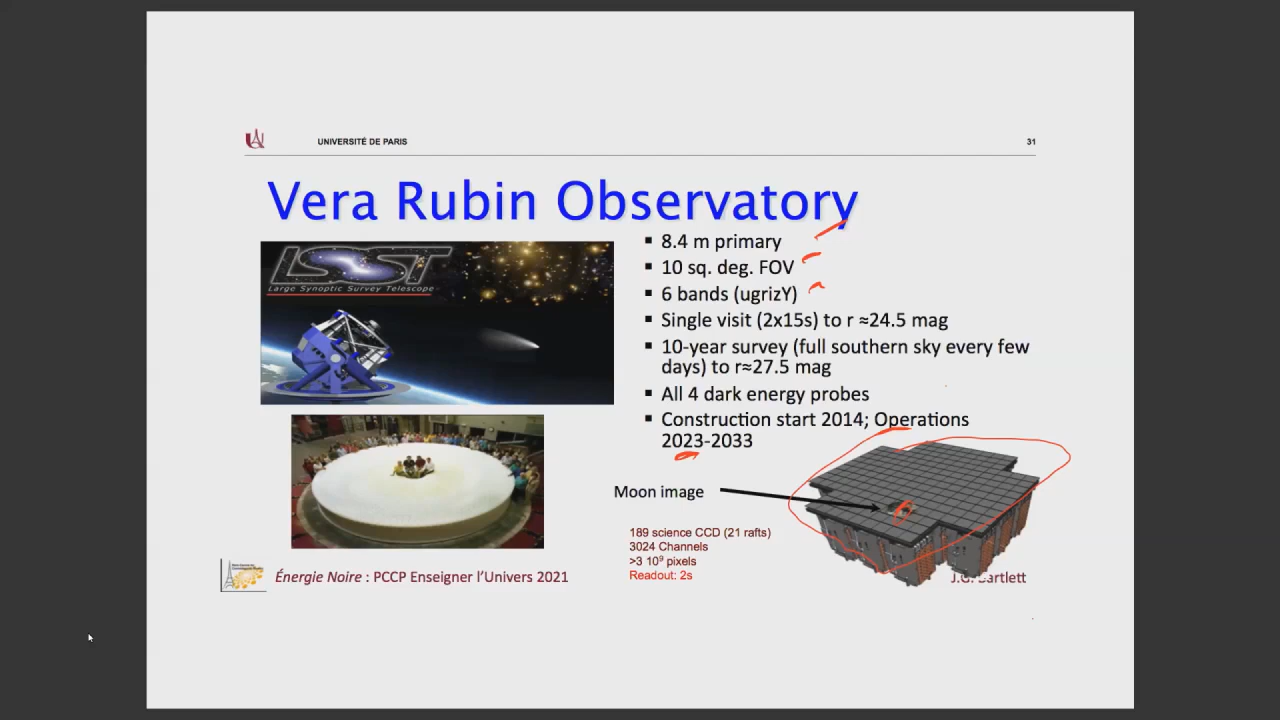 UNIVERSITÉ DE PARIS
31
Vera Rubin Observatory
LSST
Large Synoptic Survey Telescope
▪ 8.4 m primary
▪ 10 sq. deg. FOV
▪ 6 bands (ugrizY)
▪ Single visit (2x15s) to r ≈24.5 mag
▪ 10-year survey (full southern sky every few
days) to r≈27.5 mag
▪ All 4 dark energy probes
▪ Construction start 2014; Operations
2023-2033
Moon image
189 science CCD (21 rafts)
3024 Channels
>3 10⁹ pixels
Readout: 2s
Énergie Noire : PCCP Enseigner l’Univers 2021
J.G. Bartlett